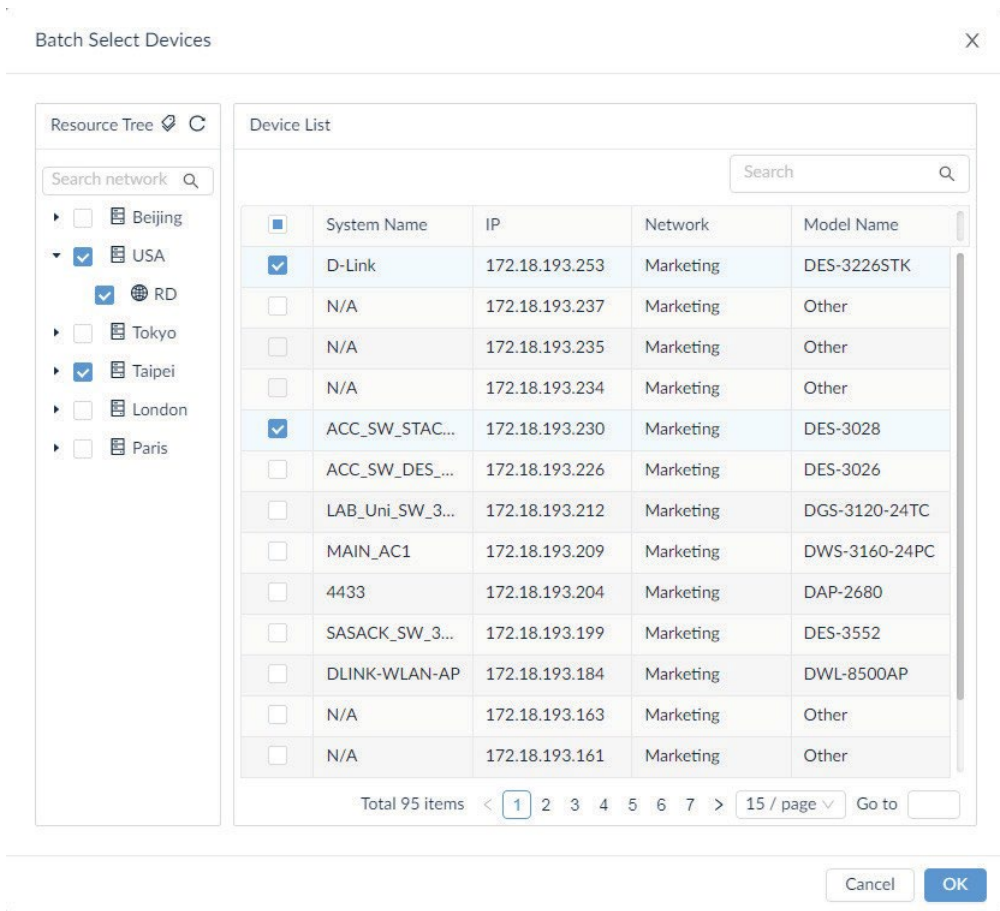 Batch Select Devices
Resource Tree
Search network
Beijing
USA
RD
Tokyo
Taipei
London
Paris
Device List
Search
System Name IP Network Model Name
D-Link 172.18.193.253 Marketing DES-3226STK
N/A 172.18.193.237 Marketing Other
N/A 172.18.193.235 Marketing Other
N/A 172.18.193.234 Marketing Other
ACC_SW_STAC... 172.18.193.230 Marketing DES-3028
ACC_SW_DES_... 172.18.193.226 Marketing DES-3026
LAB_Uni_SW_3... 172.18.193.212 Marketing DGS-3120-24TC
MAIN_AC1 172.18.193.209 Marketing DWS-3160-24PC
4433 172.18.193.204 Marketing DAP-2680
SASACK_SW_3... 172.18.193.199 Marketing DES-3552
DLINK-WLAN-AP 172.18.193.184 Marketing DWL-8500AP
N/A 172.18.193.163 Marketing Other
N/A 172.18.193.161 Marketing Other
Total 95 items < 1 2 3 4 5 6 7 > 15 / page Go to
Cancel OK